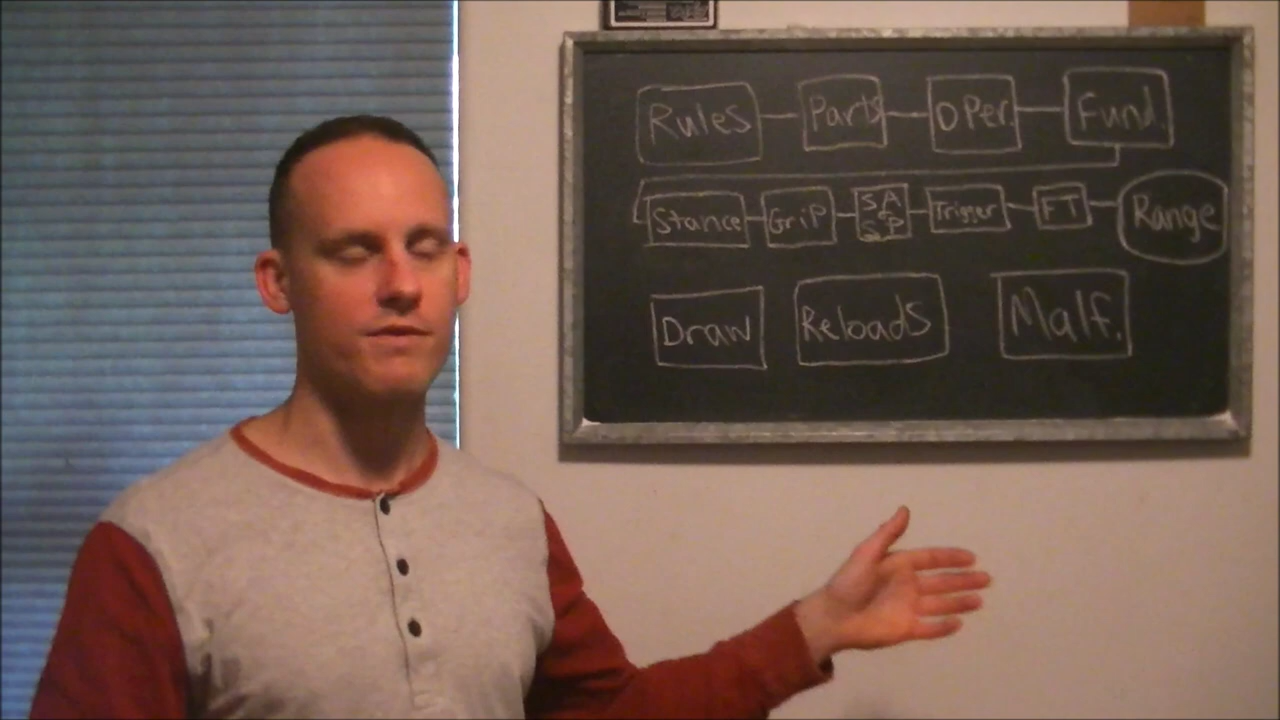 Rules Parts Oper. Fund.
Stance Grip SA & SP Trigger FT Range
Draw Reloads Malf.